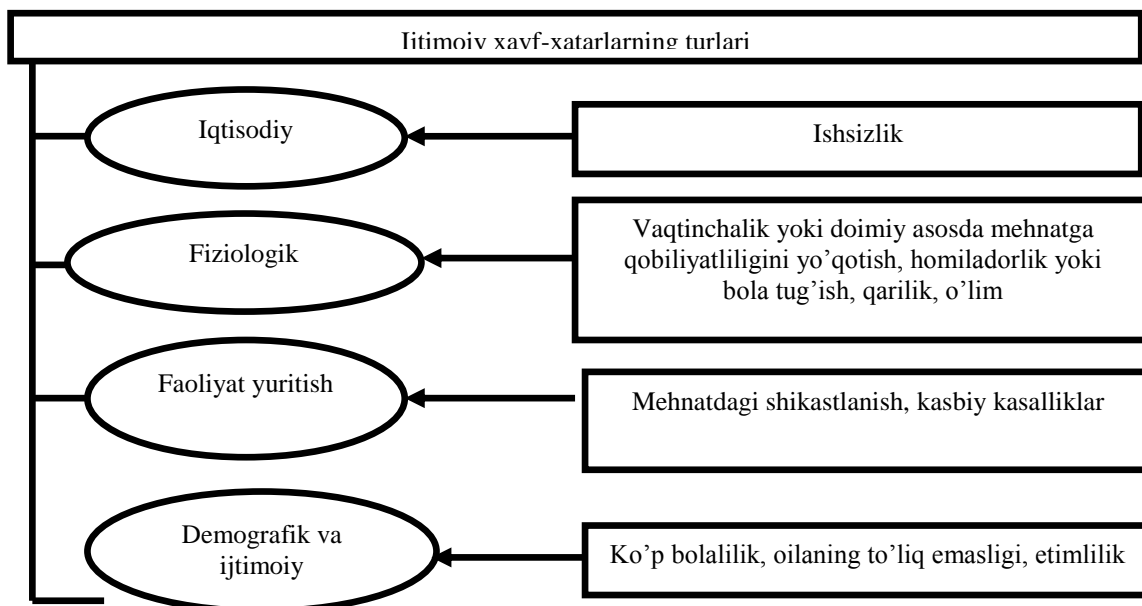 Ijtimoiy xavf-xatarlarning turlari
Iqtisodiy
Ishsizlik
Fiziologik
Vaqtinchalik yoki doimiy asosda mehnatga
qobiliyatliligini yo’qotish, homiladorlik yoki
bola tug’ish, qarilik, o’lim
Faoliyat yuritish
Mehnatdagi shikastlanish, kasbiy kasalliklar
Demografik va
ijtimoiy
Ko’p bolalilik, oilaning to’liq emasligi, etimlilik